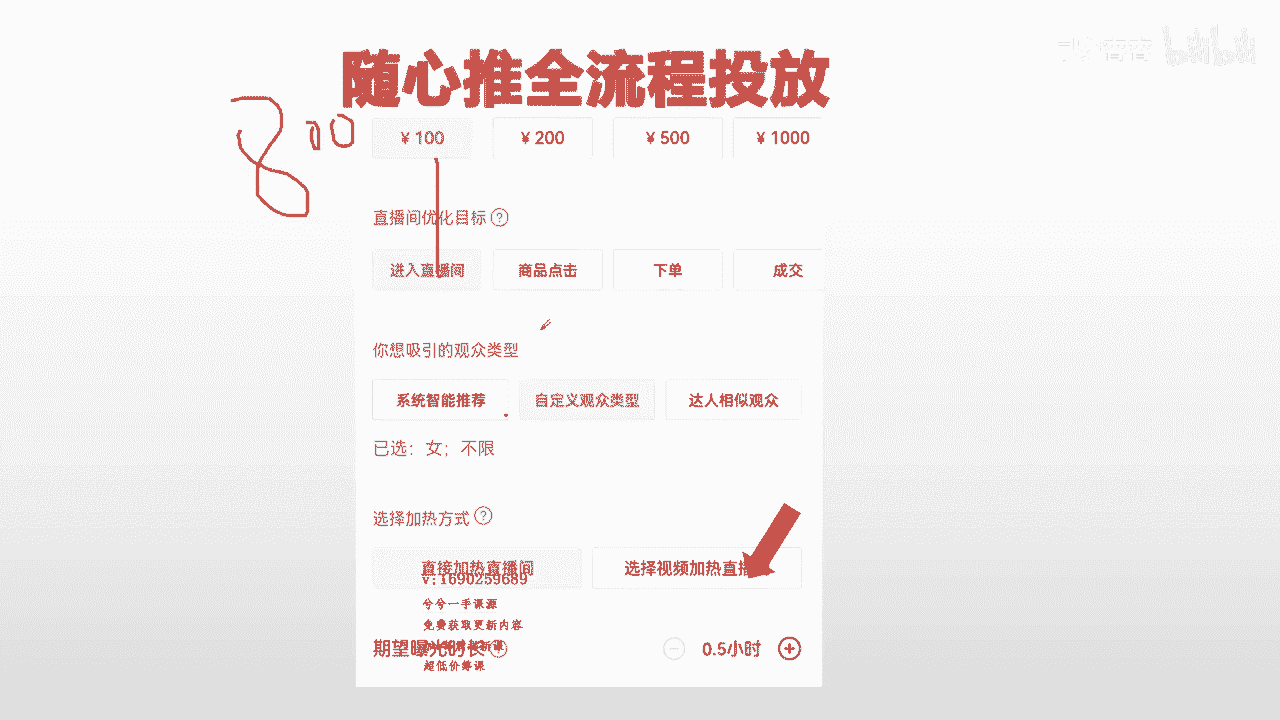 随心推全流程投放
800
¥ 100 ¥ 200 ¥ 500 ¥ 1000
直播间优化目标 ?
进入直播间 商品点击 下单 成交
你想吸引的观众类型
系统智能推荐 自定义观众类型 达人相似观众
已选：女；不限
选择加热方式 ?
直接加热直播间 选择视频加热直播
v:1690259689
兮兮一手课源
免费获取更新内容
期望曝光时长 0.5小时
超低价筹课